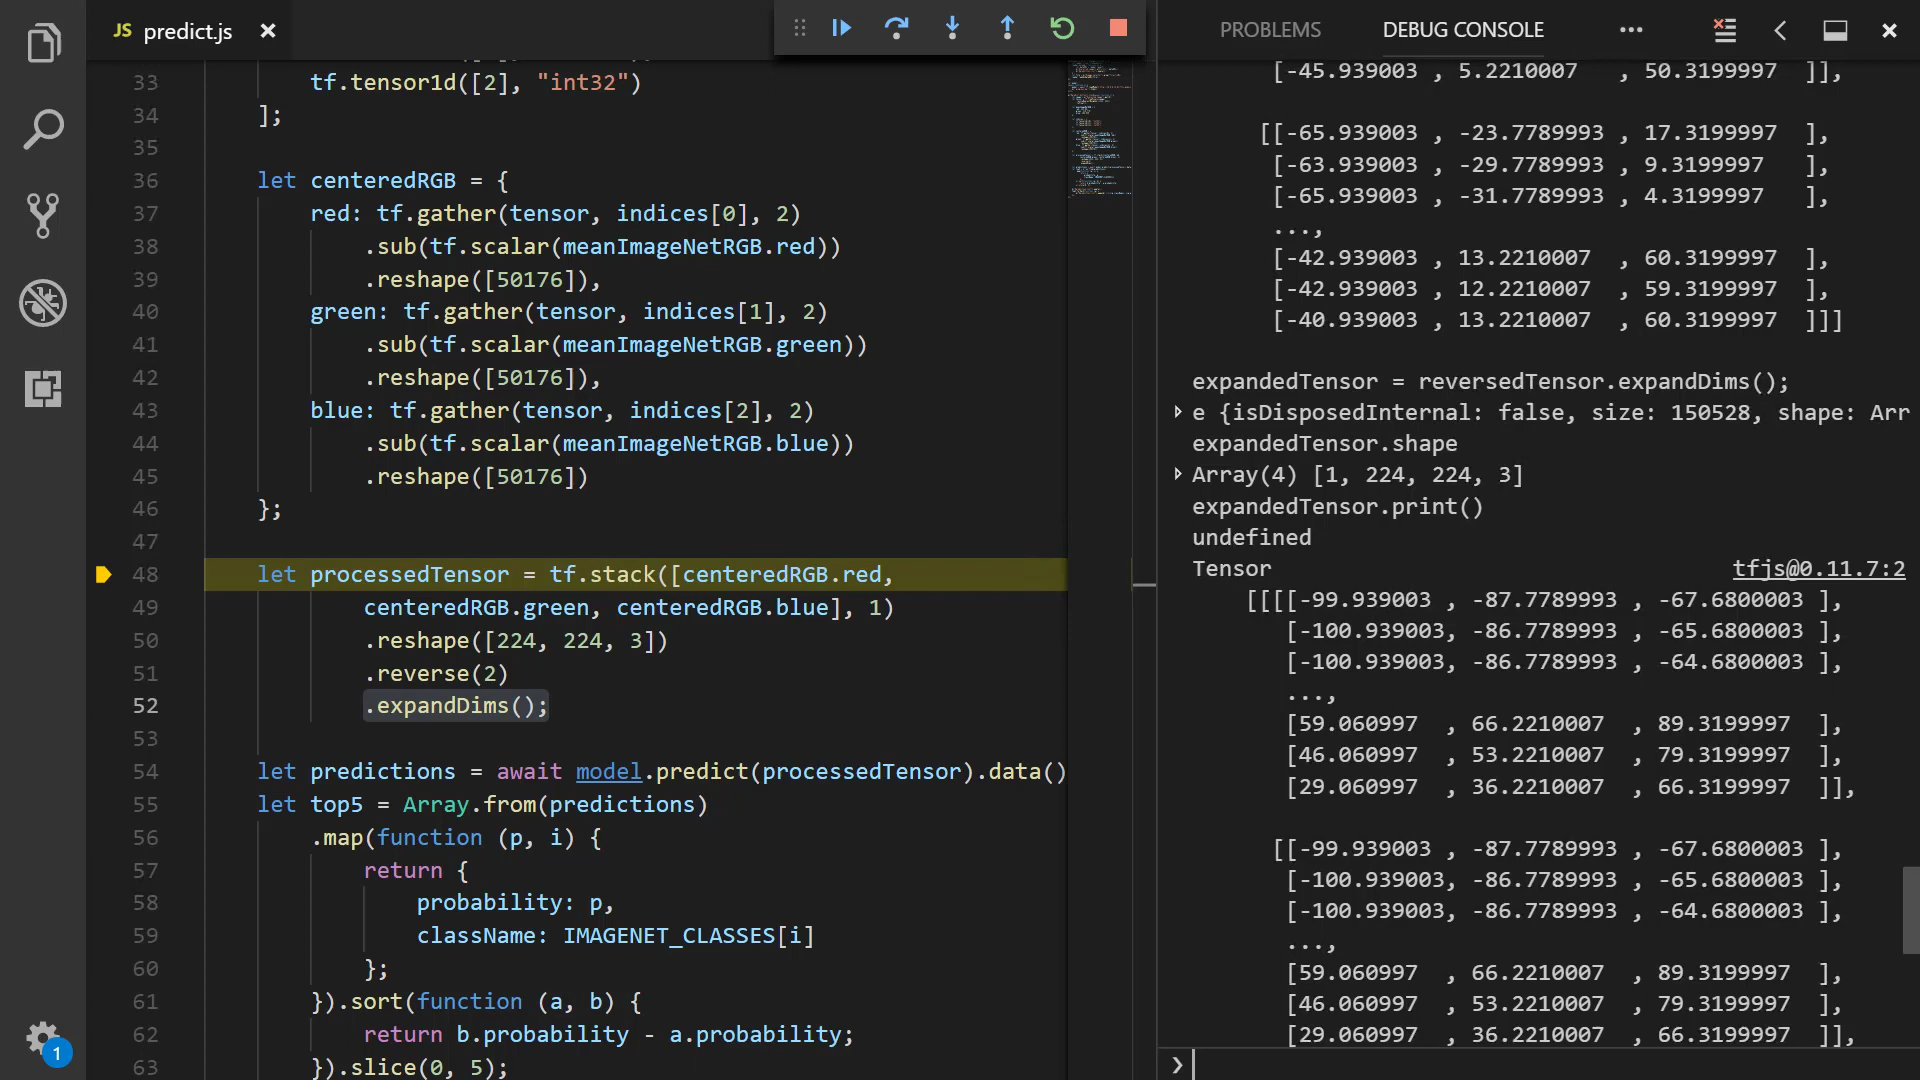 JS predict.js
33 tf.tensor1d([2], "int32")
34 ];
35
36 let centeredRGB = {
37 red: tf.gather(tensor, indices[0], 2)
38 .sub(tf.scalar(meanImageNetRGB.red))
39 .reshape([50176]),
40 green: tf.gather(tensor, indices[1], 2)
41 .sub(tf.scalar(meanImageNetRGB.green))
42 .reshape([50176]),
43 blue: tf.gather(tensor, indices[2], 2)
44 .sub(tf.scalar(meanImageNetRGB.blue))
45 .reshape([50176])
46 };
47
48 let processedTensor = tf.stack([centeredRGB.red,
49 centeredRGB.green, centeredRGB.blue], 1)
50 .reshape([224, 224, 3])
51 .reverse(2)
52 .expandDims();
53
54 let predictions = await model.predict(processedTensor).data()
55 let top5 = Array.from(predictions)
56 .map(function (p, i) {
57 return {
58 probability: p,
59 className: IMAGENET_CLASSES[i]
60 };
61 }).sort(function (a, b) {
62 return b.probability - a.probability;
63 }).slice(0, 5);
1
PROBLEMS DEBUG CONSOLE ...
[-45.939003 , 5.2210007 , 50.3199997 ]],
[[-65.939003 , -23.7789993 , 17.3199997 ],
[-63.939003 , -29.7789993 , 9.3199997 ],
[-65.939003 , -31.7789993 , 4.3199997 ],
...,
[-42.939003 , 13.2210007 , 60.3199997 ],
[-42.939003 , 12.2210007 , 59.3199997 ],
[-40.939003 , 13.2210007 , 60.3199997 ]]]
expandedTensor = reversedTensor.expandDims();
e {isDisposedInternal: false, size: 150528, shape: Arr
expandedTensor.shape
Array(4) [1, 224, 224, 3]
expandedTensor.print()
undefined
Tensor tfjs@0.11.7:2
[[[[-99.939003 , -87.7789993 , -67.6800003 ],
[-100.939003, -86.7789993 , -65.6800003 ],
[-100.939003, -86.7789993 , -64.6800003 ],
...,
[59.060997 , 66.2210007 , 89.3199997 ],
[46.060997 , 53.2210007 , 79.3199997 ],
[29.060997 , 36.2210007 , 66.3199997 ]],
[[-99.939003 , -87.7789993 , -67.6800003 ],
[-100.939003, -86.7789993 , -65.6800003 ],
[-100.939003, -86.7789993 , -64.6800003 ],
...,
[59.060997 , 66.2210007 , 89.3199997 ],
[46.060997 , 53.2210007 , 79.3199997 ],
[29.060997 , 36.2210007 , 66.3199997 ]],